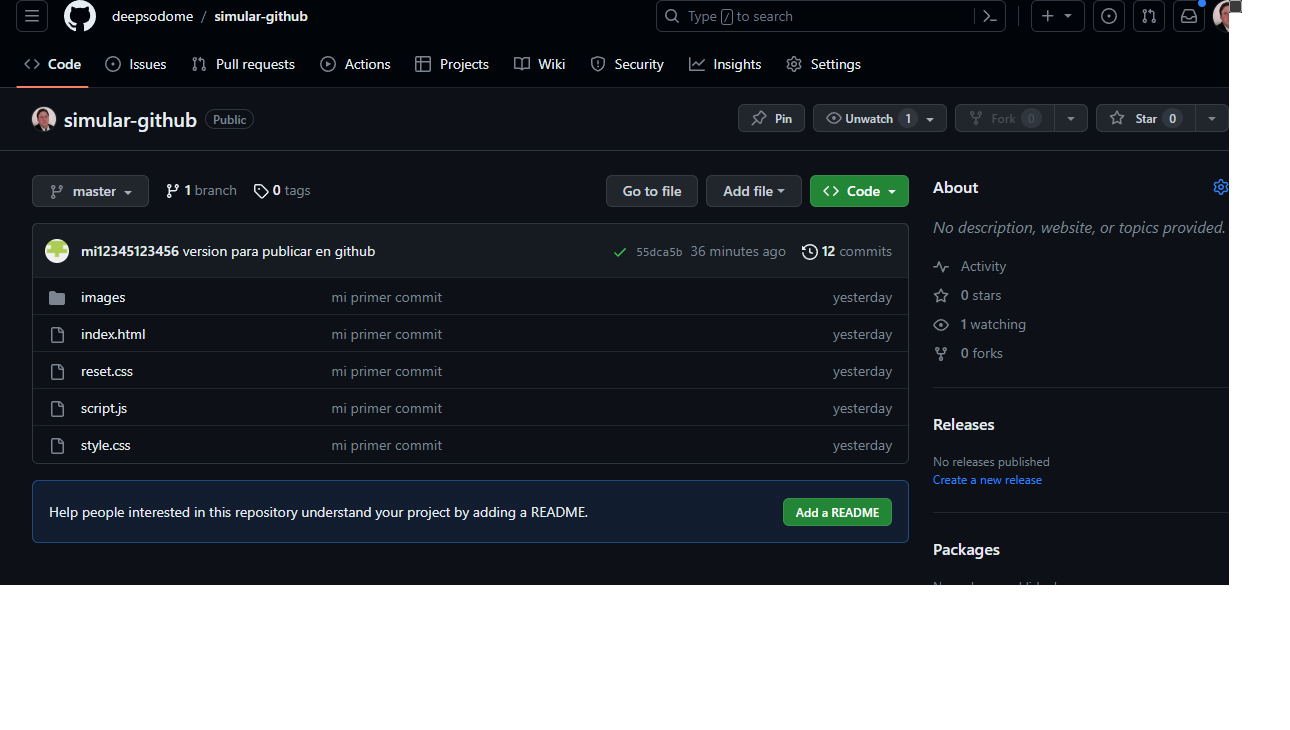 deepsodome / simular-github
Type / to search
Code Issues Pull requests Actions Projects Wiki Security Insights Settings
simular-github Public
Pin Unwatch 1 Fork 0 Star 0
master 1 branch 0 tags
Go to file Add file Code
mi12345123456 version para publicar en github 55dca5b 36 minutes ago 12 commits
images mi primer commit yesterday
index.html mi primer commit yesterday
reset.css mi primer commit yesterday
script.js mi primer commit yesterday
style.css mi primer commit yesterday
Help people interested in this repository understand your project by adding a README. Add a README
About
No description, website, or topics provided.
Activity
0 stars
1 watching
0 forks
Releases
No releases published
Create a new release
Packages